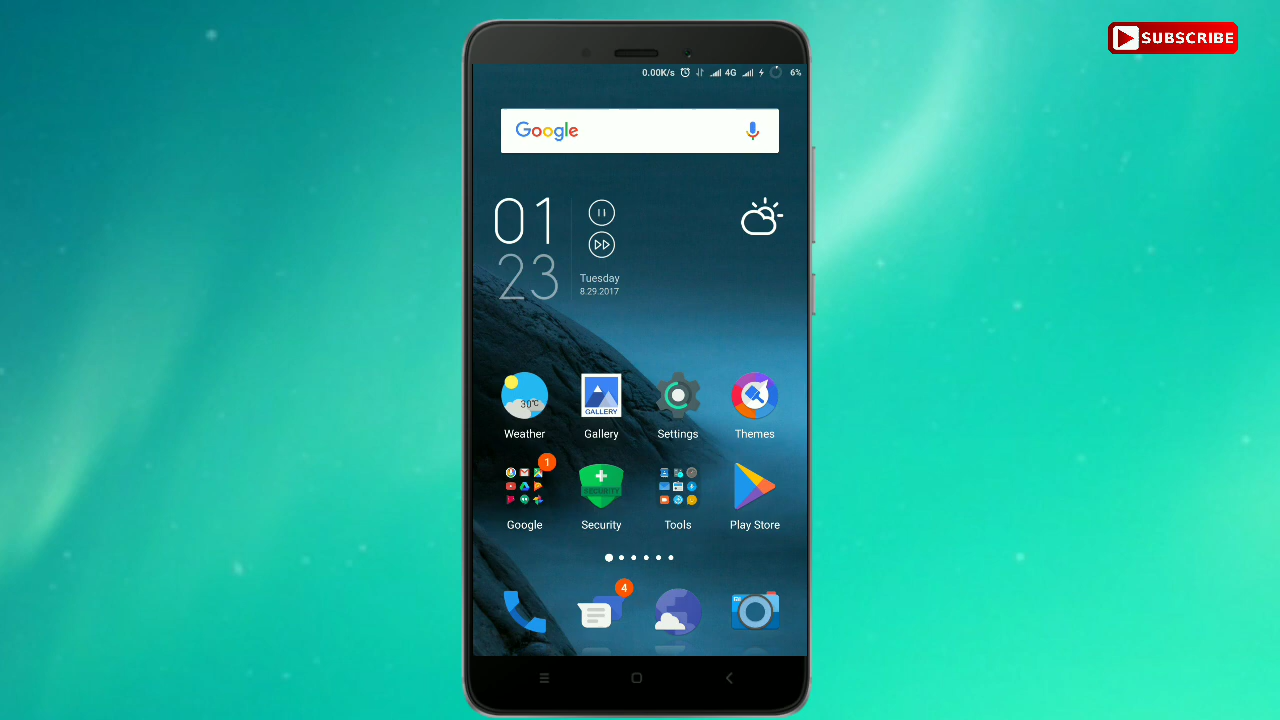 SUBSCRIBE
0.00K/s 4G 6%
Google
01
23
Tuesday
8.29.2017
30℃
GALLERY
Weather Gallery Settings Themes
1
SECURITY
Google Security Tools Play Store
4